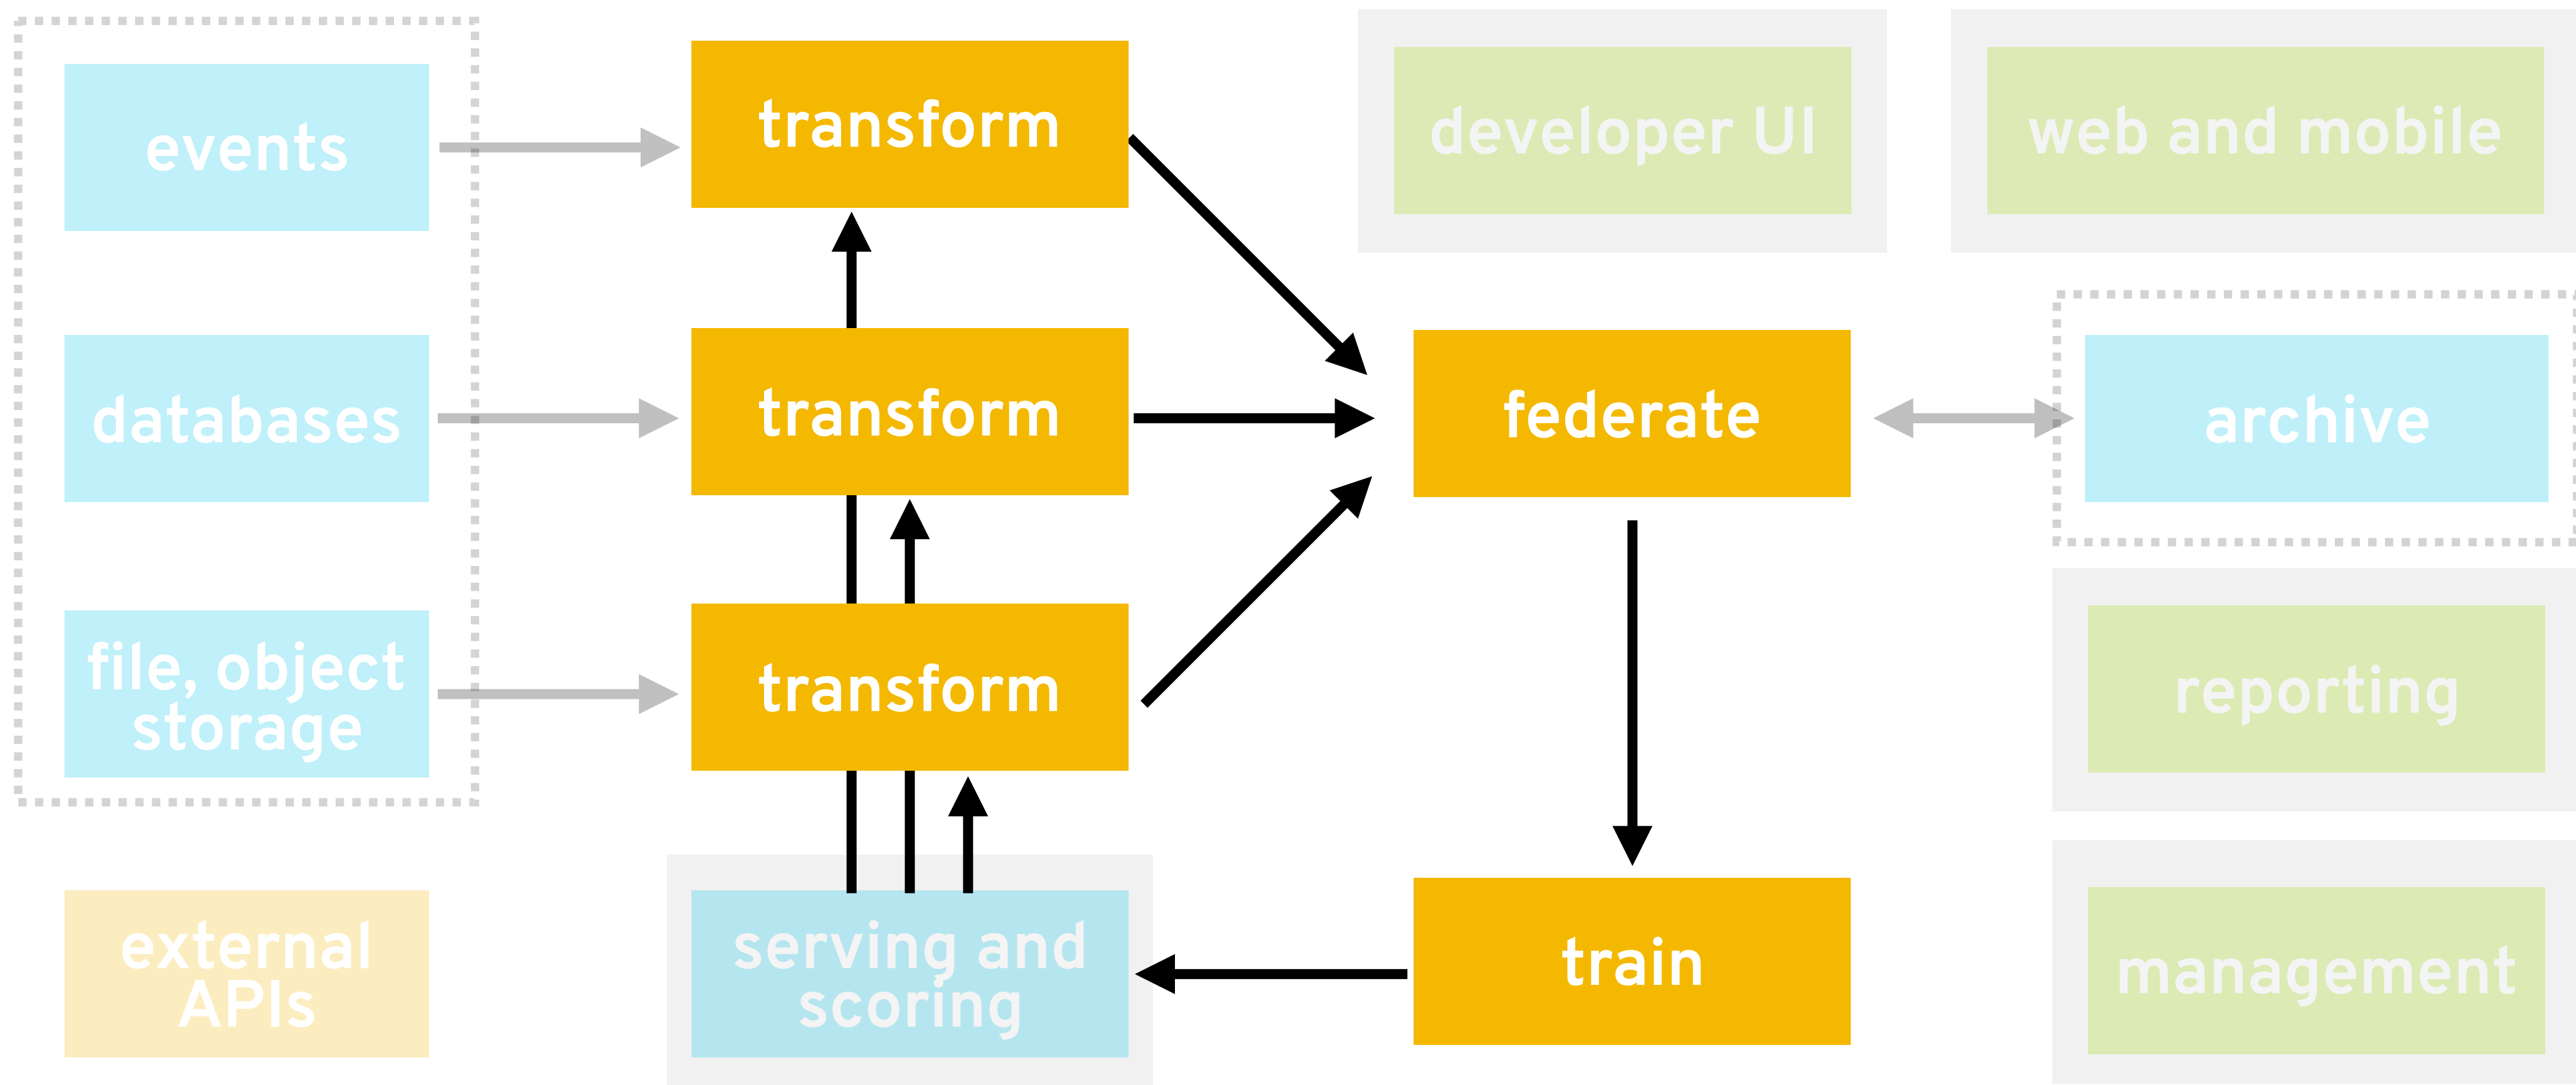 events
transform
developer UI
web and mobile
databases
transform
federate
archive
file, object
storage
transform
reporting
external
APIs
serving and
scoring
train
management